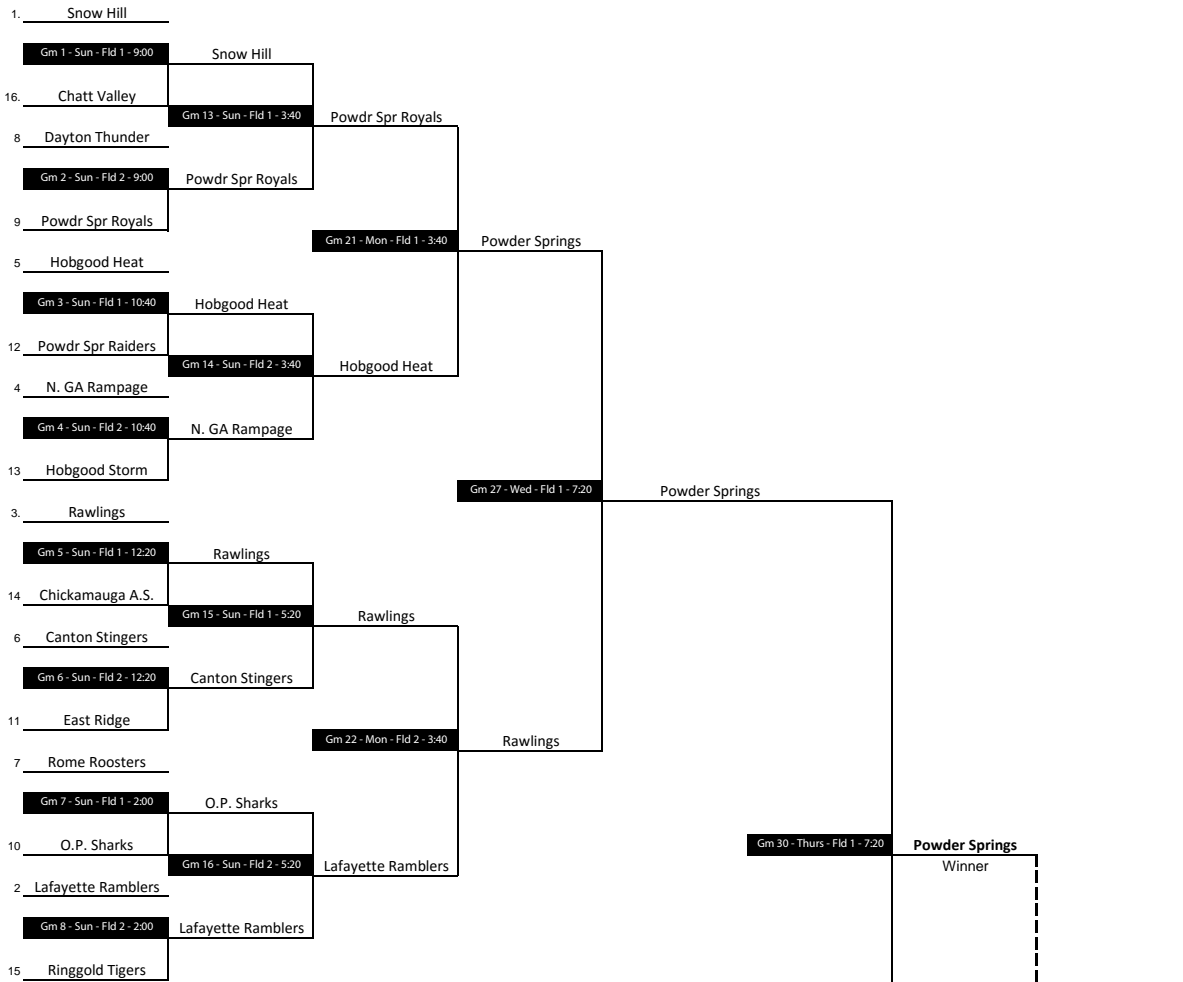 1. Snow Hill
Gm 1 - Sun - Fld 1 - 9:00 Snow Hill
16. Chatt Valley
Gm 13 - Sun - Fld 1 - 3:40 Powdr Spr Royals
8 Dayton Thunder
Gm 2 - Sun - Fld 2 - 9:00 Powdr Spr Royals
9 Powdr Spr Royals
Gm 21 - Mon - Fld 1 - 3:40 Powder Springs
5 Hobgood Heat
Gm 3 - Sun - Fld 1 - 10:40 Hobgood Heat
12 Powdr Spr Raiders
Gm 14 - Sun - Fld 2 - 3:40 Hobgood Heat
4 N. GA Rampage
Gm 4 - Sun - Fld 2 - 10:40 N. GA Rampage
13 Hobgood Storm
Gm 27 - Wed - Fld 1 - 7:20 Powder Springs
3. Rawlings
Gm 5 - Sun - Fld 1 - 12:20 Rawlings
14 Chickamauga A.S.
Gm 15 - Sun - Fld 1 - 5:20 Rawlings
6 Canton Stingers
Gm 6 - Sun - Fld 2 - 12:20 Canton Stingers
11 East Ridge
Gm 22 - Mon - Fld 2 - 3:40 Rawlings
7 Rome Roosters
Gm 7 - Sun - Fld 1 - 2:00 O.P. Sharks
10 O.P. Sharks
Gm 30 - Thurs - Fld 1 - 7:20 Powder Springs
Gm 16 - Sun - Fld 2 - 5:20 Lafayette Ramblers
Winner
2 Lafayette Ramblers
Gm 8 - Sun - Fld 2 - 2:00 Lafayette Ramblers
15 Ringgold Tigers